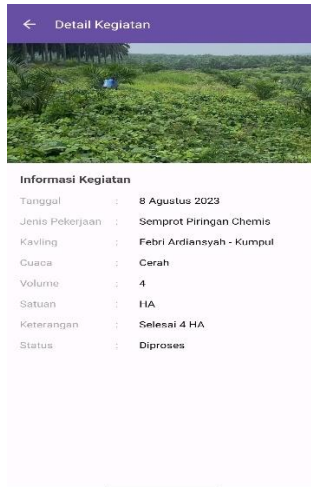 ← Detail Kegiatan
Informasi Kegiatan
Tanggal : 8 Agustus 2023
Jenis Pekerjaan : Semprot Piringan Chemis
Kavling : Febri Ardiansyah - Kumpul
Cuaca : Cerah
Volume : 4
Satuan : HA
Keterangan : Selesai 4 HA
Status : Diproses